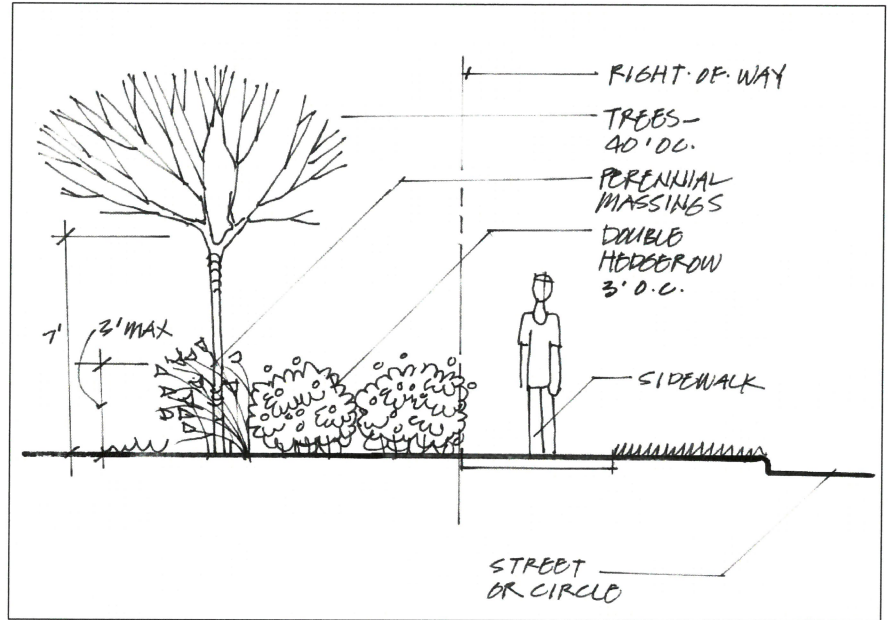 RIGHT·OF·WAY
TREES—
40'OC.
PERENNIAL
MASSINGS
DOUBLE
HEDGEROW
3'O.C.
7'
3'MAX
SIDEWALK
STREET
OR CIRCLE